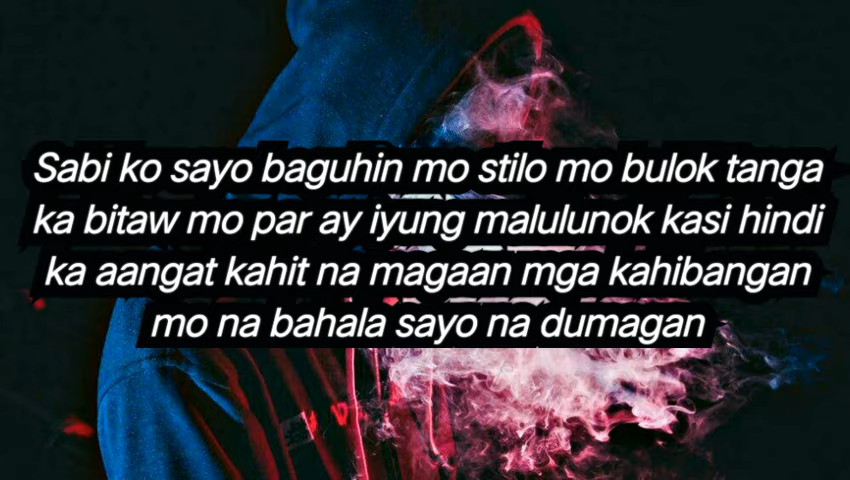 Sabi ko sayo baguhin mo stilo mo bulok tanga
ka bitaw mo par ay iyung malulunok kasi hindi
ka aangat kahit na magaan mga kahibangan
mo na bahala sayo na dumagan